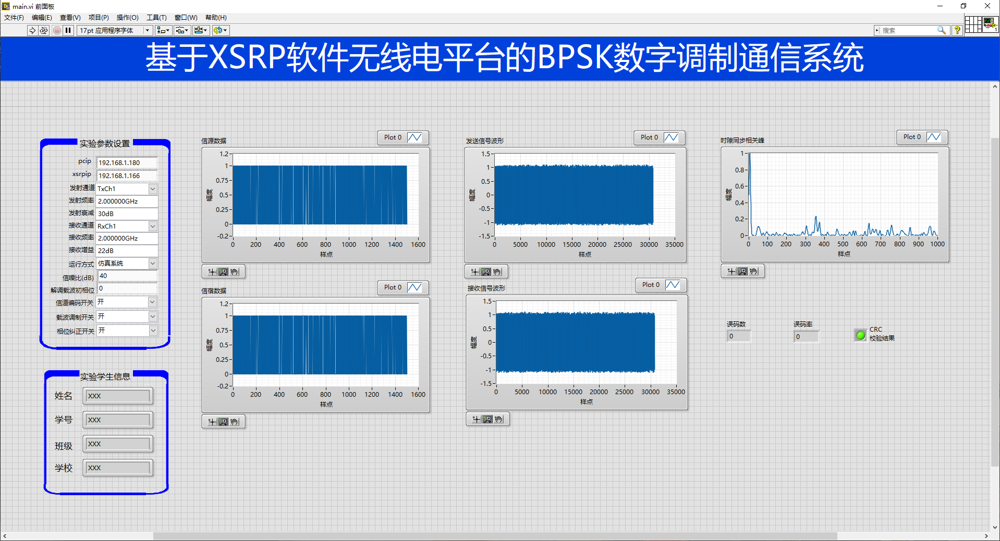 main.vi 前面板
文件(F) 编辑(E) 查看(V) 项目(P) 操作(O) 工具(T) 窗口(W) 帮助(H)
17pt 应用程序字体
搜索
?
1
基于XSRP软件无线电平台的BPSK数字调制通信系统
实验参数设置
pcip 192.168.1.180
xsrpip 192.168.1.166
发射通道 TxCh1
发射频率 2.000000GHz
发射衰减 30dB
接收通道 RxCh1
接收频率 2.000000GHz
接收增益 22dB
运行方式 仿真系统
信噪比(dB) 40
解调载波初相位 0
信道编码开关 开
载波调制开关 开
相位纠正开关 开
实验学生信息
姓名 XXX
学号 XXX
班级 XXX
学校 XXX
信源数据
Plot 0
1.2
1
0.75
0.5
0.25
0
-0.2
幅度
0 200 400 600 800 1000 1200 1400 1600
样点
信宿数据
Plot 0
1.2
1
0.75
0.5
0.25
0
-0.2
幅度
0 200 400 600 800 1000 1200 1400 1600
样点
发送信号波形
Plot 0
1.5
1
0.5
0
-0.5
-1
-1.5
幅度
0 5000 10000 15000 20000 25000 30000 35000
样点
接收信号波形
Plot 0
1.5
1
0.5
0
-0.5
-1
-1.5
幅度
0 5000 10000 15000 20000 25000 30000 35000
样点
时隙同步相关峰
Plot 0
1
0.8
0.6
0.4
0.2
0
幅度
0 100 200 300 400 500 600 700 800 900 1000
样点
误码数
0
误码率
0
CRC
校验结果